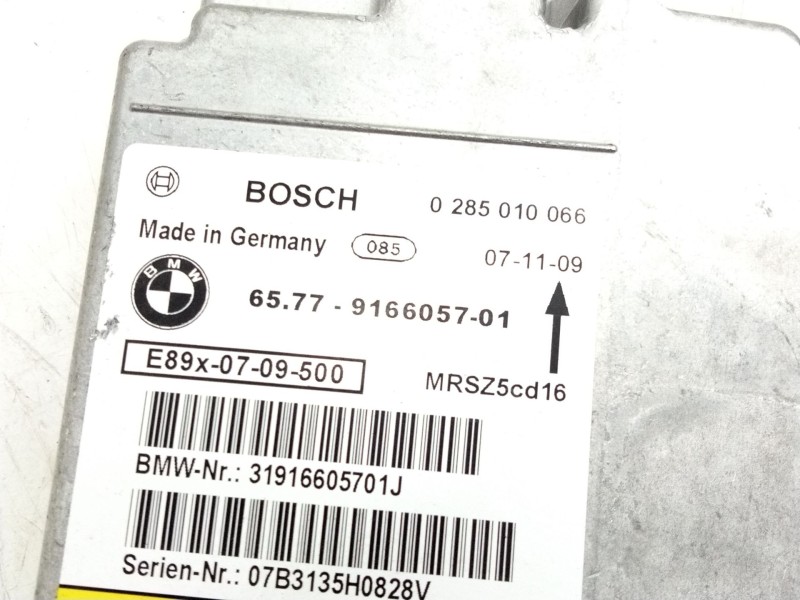 BOSCH 0 285 010 066
Made in Germany 085 07-11-09
BMW
65.77 - 9166057-01
E89x-07-09-500 MRSZ5cd16
BMW-Nr.: 31916605701J
Serien-Nr.: 07B3135H0828V